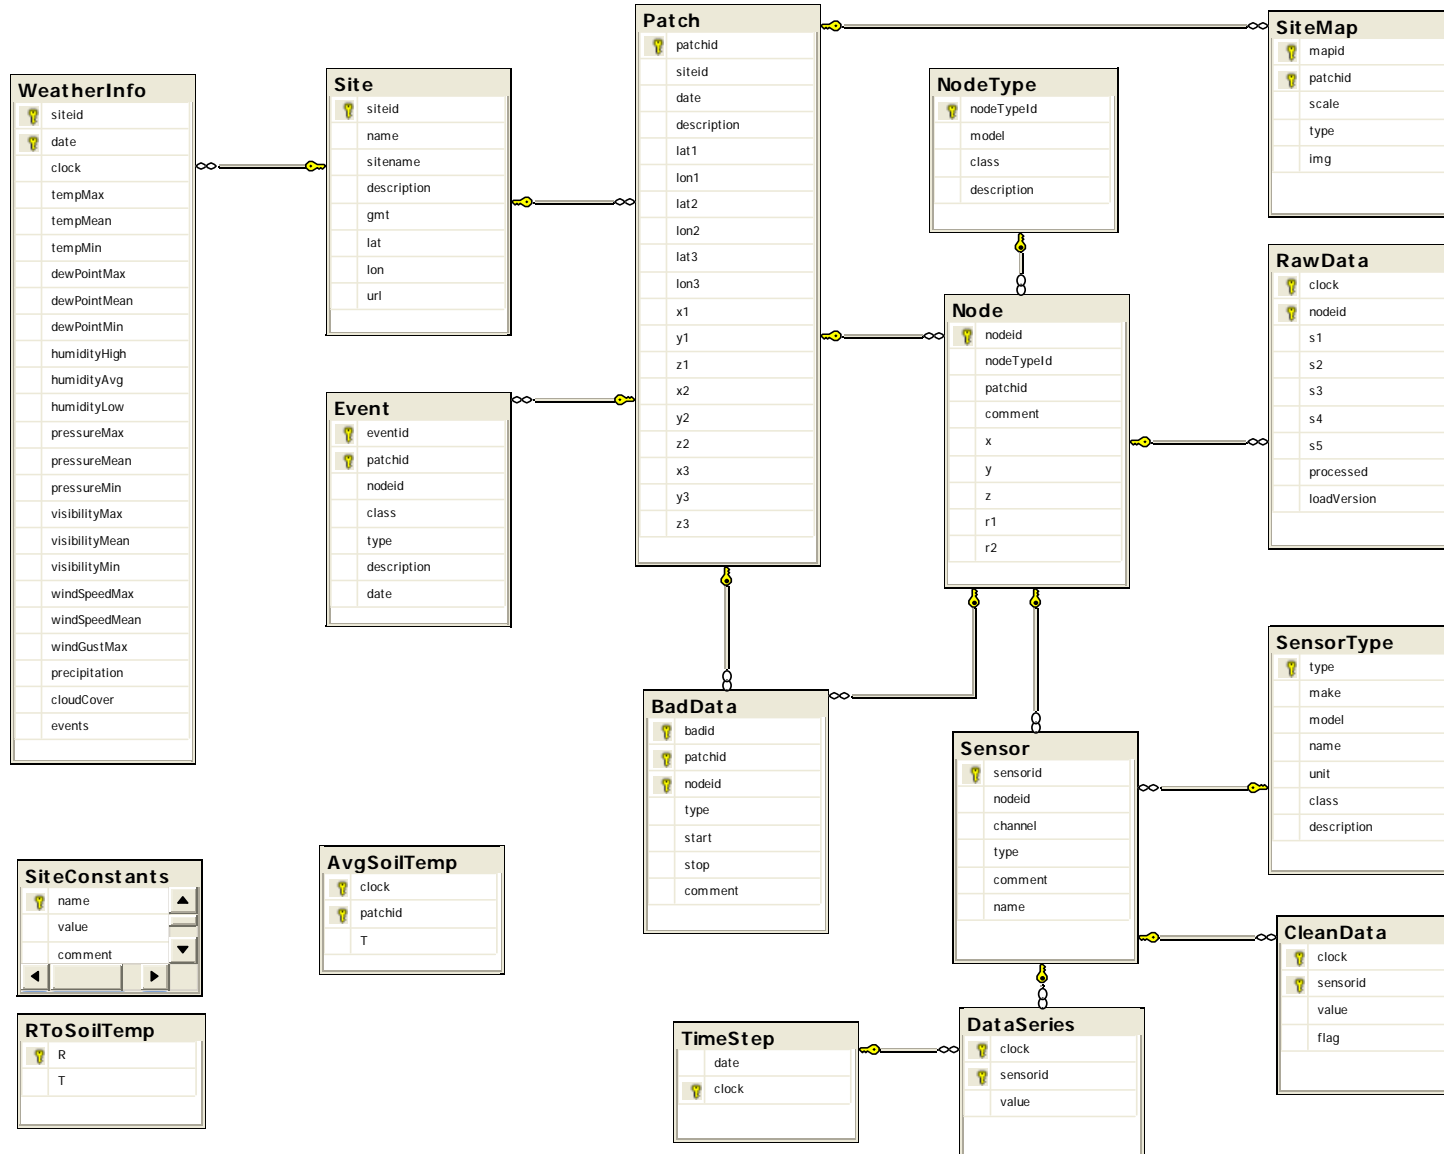 WeatherInfo
siteid
date
clock
tempMax
tempMean
tempMin
dewPointMax
dewPointMean
dewPointMin
humidityHigh
humidityAvg
humidityLow
pressureMax
pressureMean
pressureMin
visibilityMax
visibilityMean
visibilityMin
windSpeedMax
windSpeedMean
windGustMax
precipitation
cloudCover
events
Site
siteid
name
sitename
description
gmt
lat
lon
url
Event
eventid
patchid
nodeid
class
type
description
date
Patch
patchid
siteid
date
description
lat1
lon1
lat2
lon2
lat3
lon3
x1
y1
z1
x2
y2
z2
x3
y3
z3
NodeType
nodeTypeId
model
class
description
Node
nodeid
nodeTypeId
patchid
comment
x
y
z
r1
r2
SiteMap
mapid
patchid
scale
type
img
RawData
clock
nodeid
s1
s2
s3
s4
s5
processed
loadVersion
SensorType
type
make
model
name
unit
class
description
BadData
badid
patchid
nodeid
type
start
stop
comment
Sensor
sensorid
nodeid
channel
type
comment
name
CleanData
clock
sensorid
value
flag
SiteConstants
name
value
comment
AvgSoilTemp
clock
patchid
T
RToSoilTemp
R
T
TimeStep
date
clock
DataSeries
clock
sensorid
value